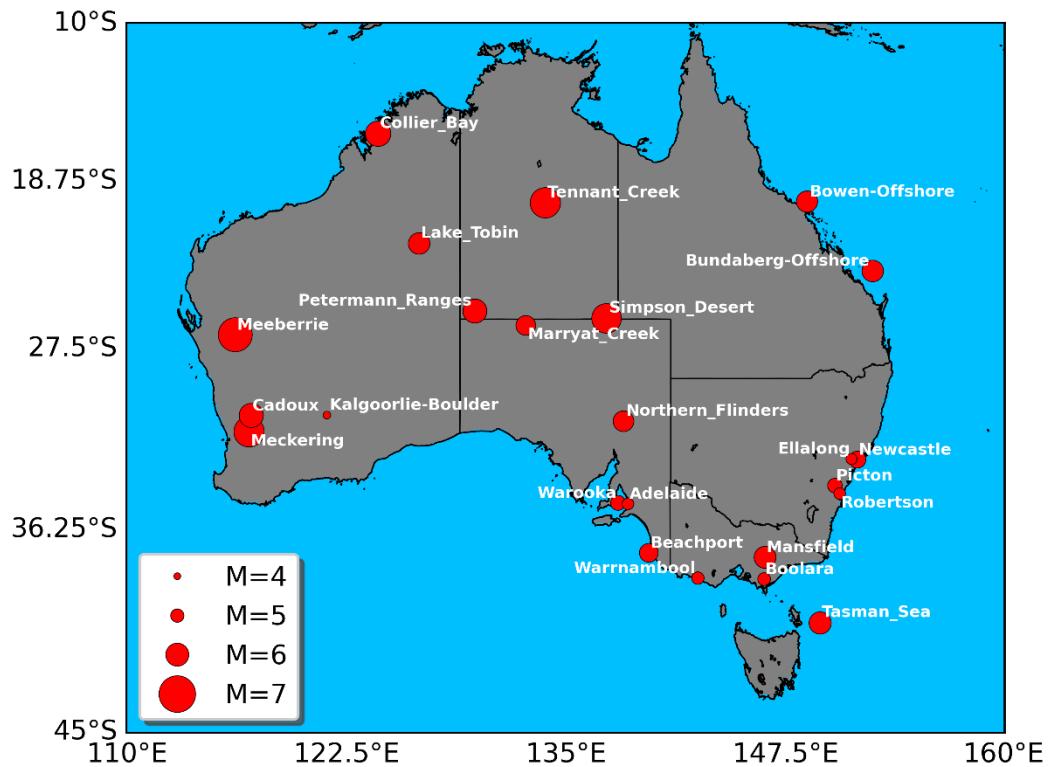 10°S
Collier_Bay
18.75°S
Tennant_Creek
Bowen-Offshore
Lake_Tobin
Bundaberg-Offshore
Petermann_Ranges
Simpson_Desert
Meeberrie
Marryat_Creek
27.5°S
Cadoux
Kalgoorlie-Boulder
Northern_Flinders
Meckering
Ellalong
Newcastle
Picton
Warooka
Adelaide
Robertson
36.25°S
Beachport
Mansfield
Warrnambool
Boolara
M=4
M=5
Tasman_Sea
M=6
M=7
45°S
110°E
122.5°E
135°E
147.5°E
160°E